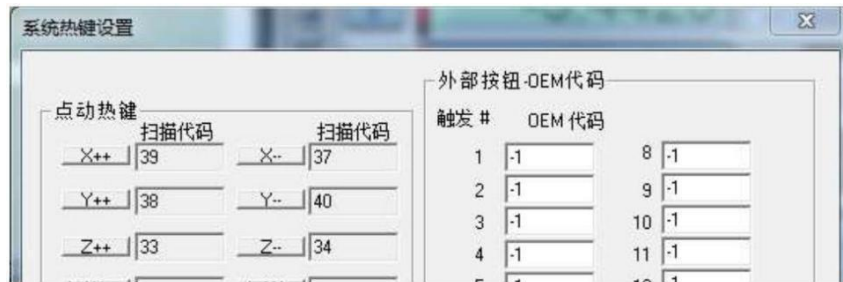 系统热键设置
外部按钮-OEM代码
点动热键
触发 # OEM 代码
扫描代码 扫描代码
X++ 39 X-- 37
1 -1 8 -1
Y++ 38 Y-- 40
2 -1 9 -1
3 -1 10 -1
Z++ 33 Z-- 34
4 -1 11 -1